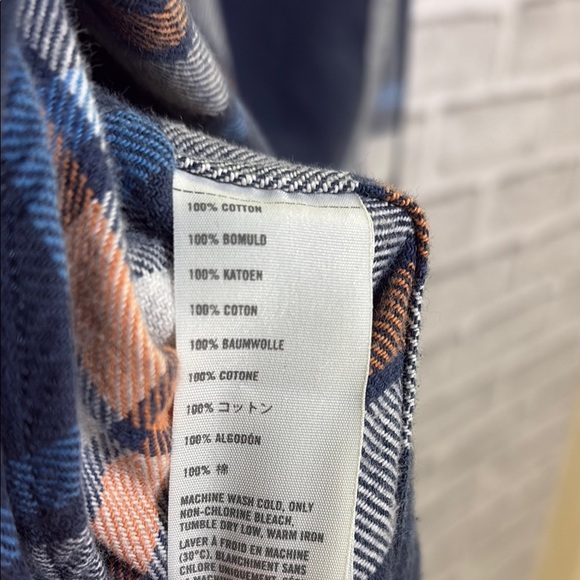 100% COTTON
100% BOMULD
100% KATOEN
100% COTON
100% BAUMWOLLE
100% COTONE
100% コットン
100% ALGODÓN
100% 棉
MACHINE WASH COLD, ONLY
NON-CHLORINE BLEACH,
TUMBLE DRY LOW, WARM IRON
LAVER À FROID EN MACHINE
(30°C). BLANCHIMENT SANS
CHLORE
MACHINE